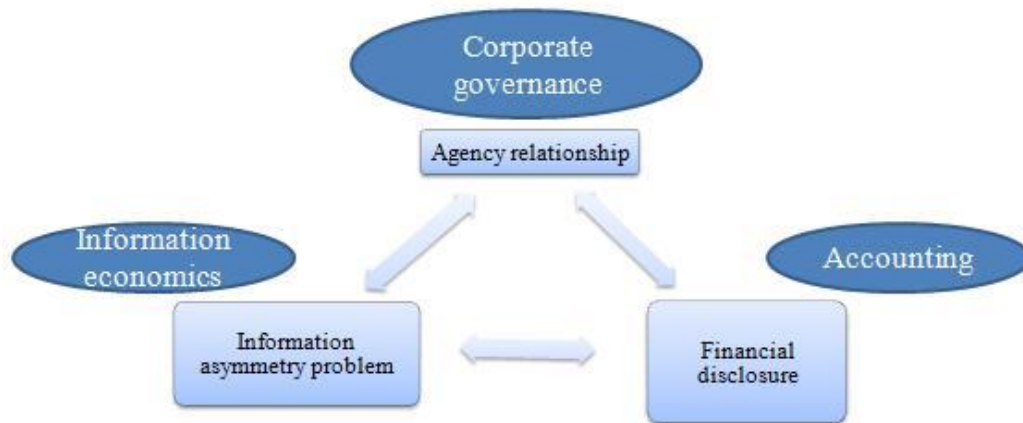 Corporate
governance
Agency relationship
Information
economics
Accounting
Information
asymmetry problem
Financial
disclosure